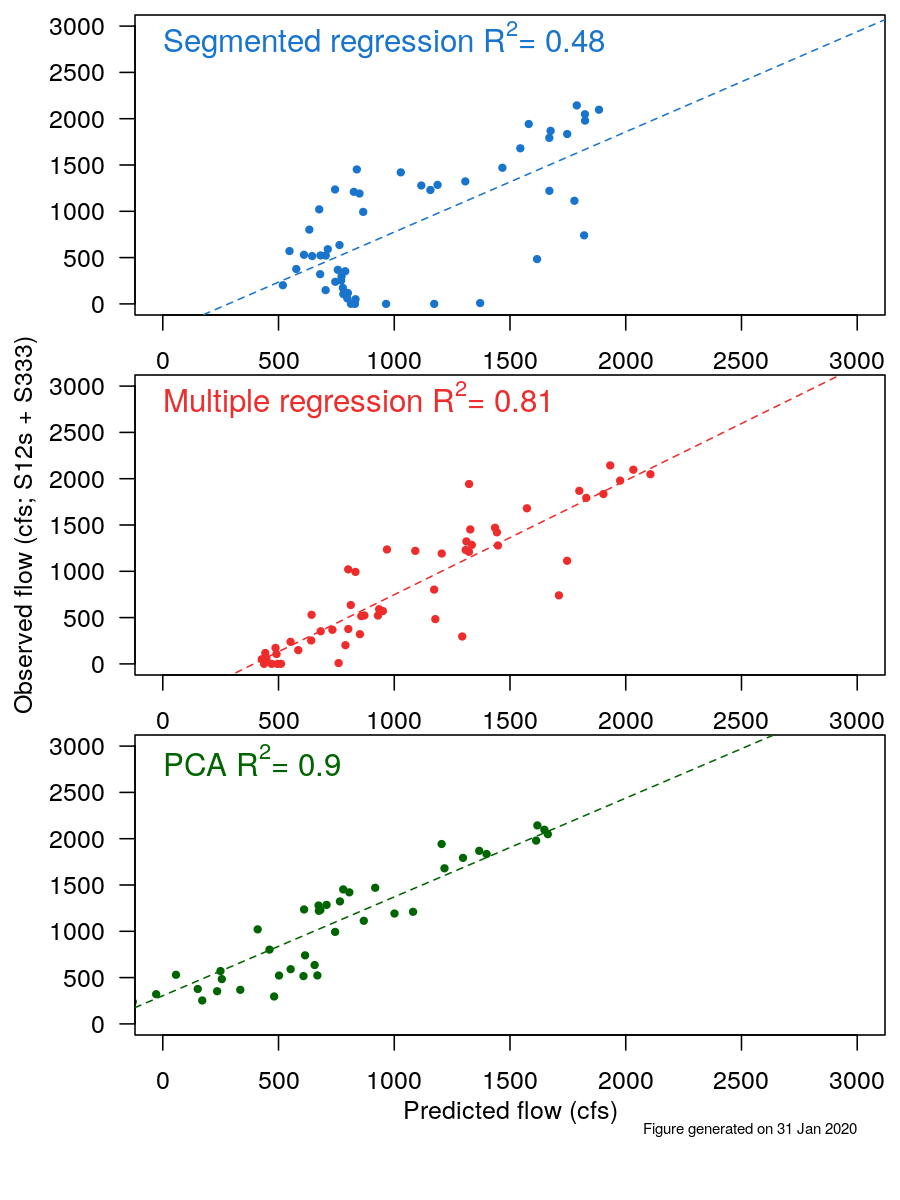 Segmented regression R2= 0.48
3000
2500
2000
1500
1000
500
0
0 500 1000 1500 2000 2500 3000
Multiple regression R2= 0.81
3000
2500
2000
1500
1000
500
0
0 500 1000 1500 2000 2500 3000
PCA R2= 0.9
3000
2500
2000
1500
1000
500
0
0 500 1000 1500 2000 2500 3000
Observed flow (cfs; S12s + S333)
Predicted flow (cfs)
Figure generated on 31 Jan 2020